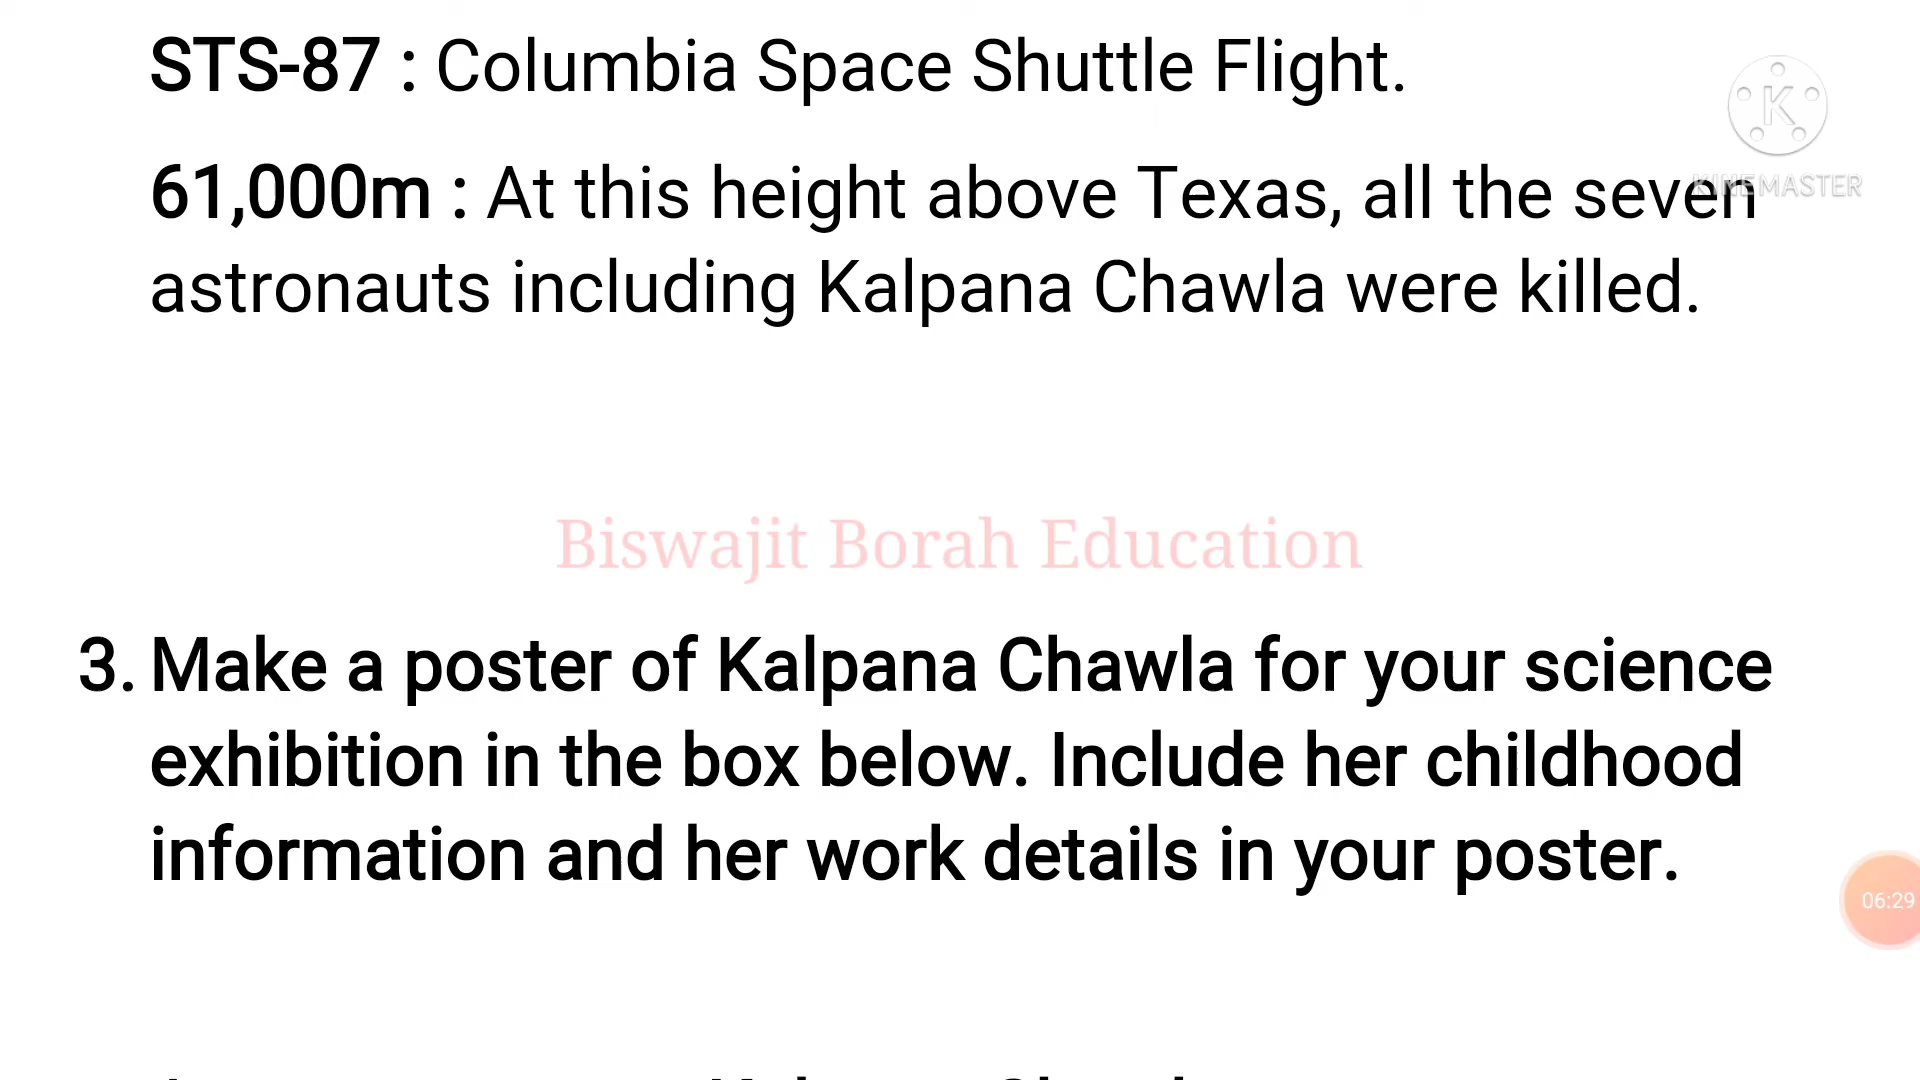 STS-87 : Columbia Space Shuttle Flight.
61,000m : At this height above Texas, all the seven
astronauts including Kalpana Chawla were killed.
KINEMASTER
Biswajit Borah Education
3. Make a poster of Kalpana Chawla for your science
exhibition in the box below. Include her childhood
information and her work details in your poster.
06:29